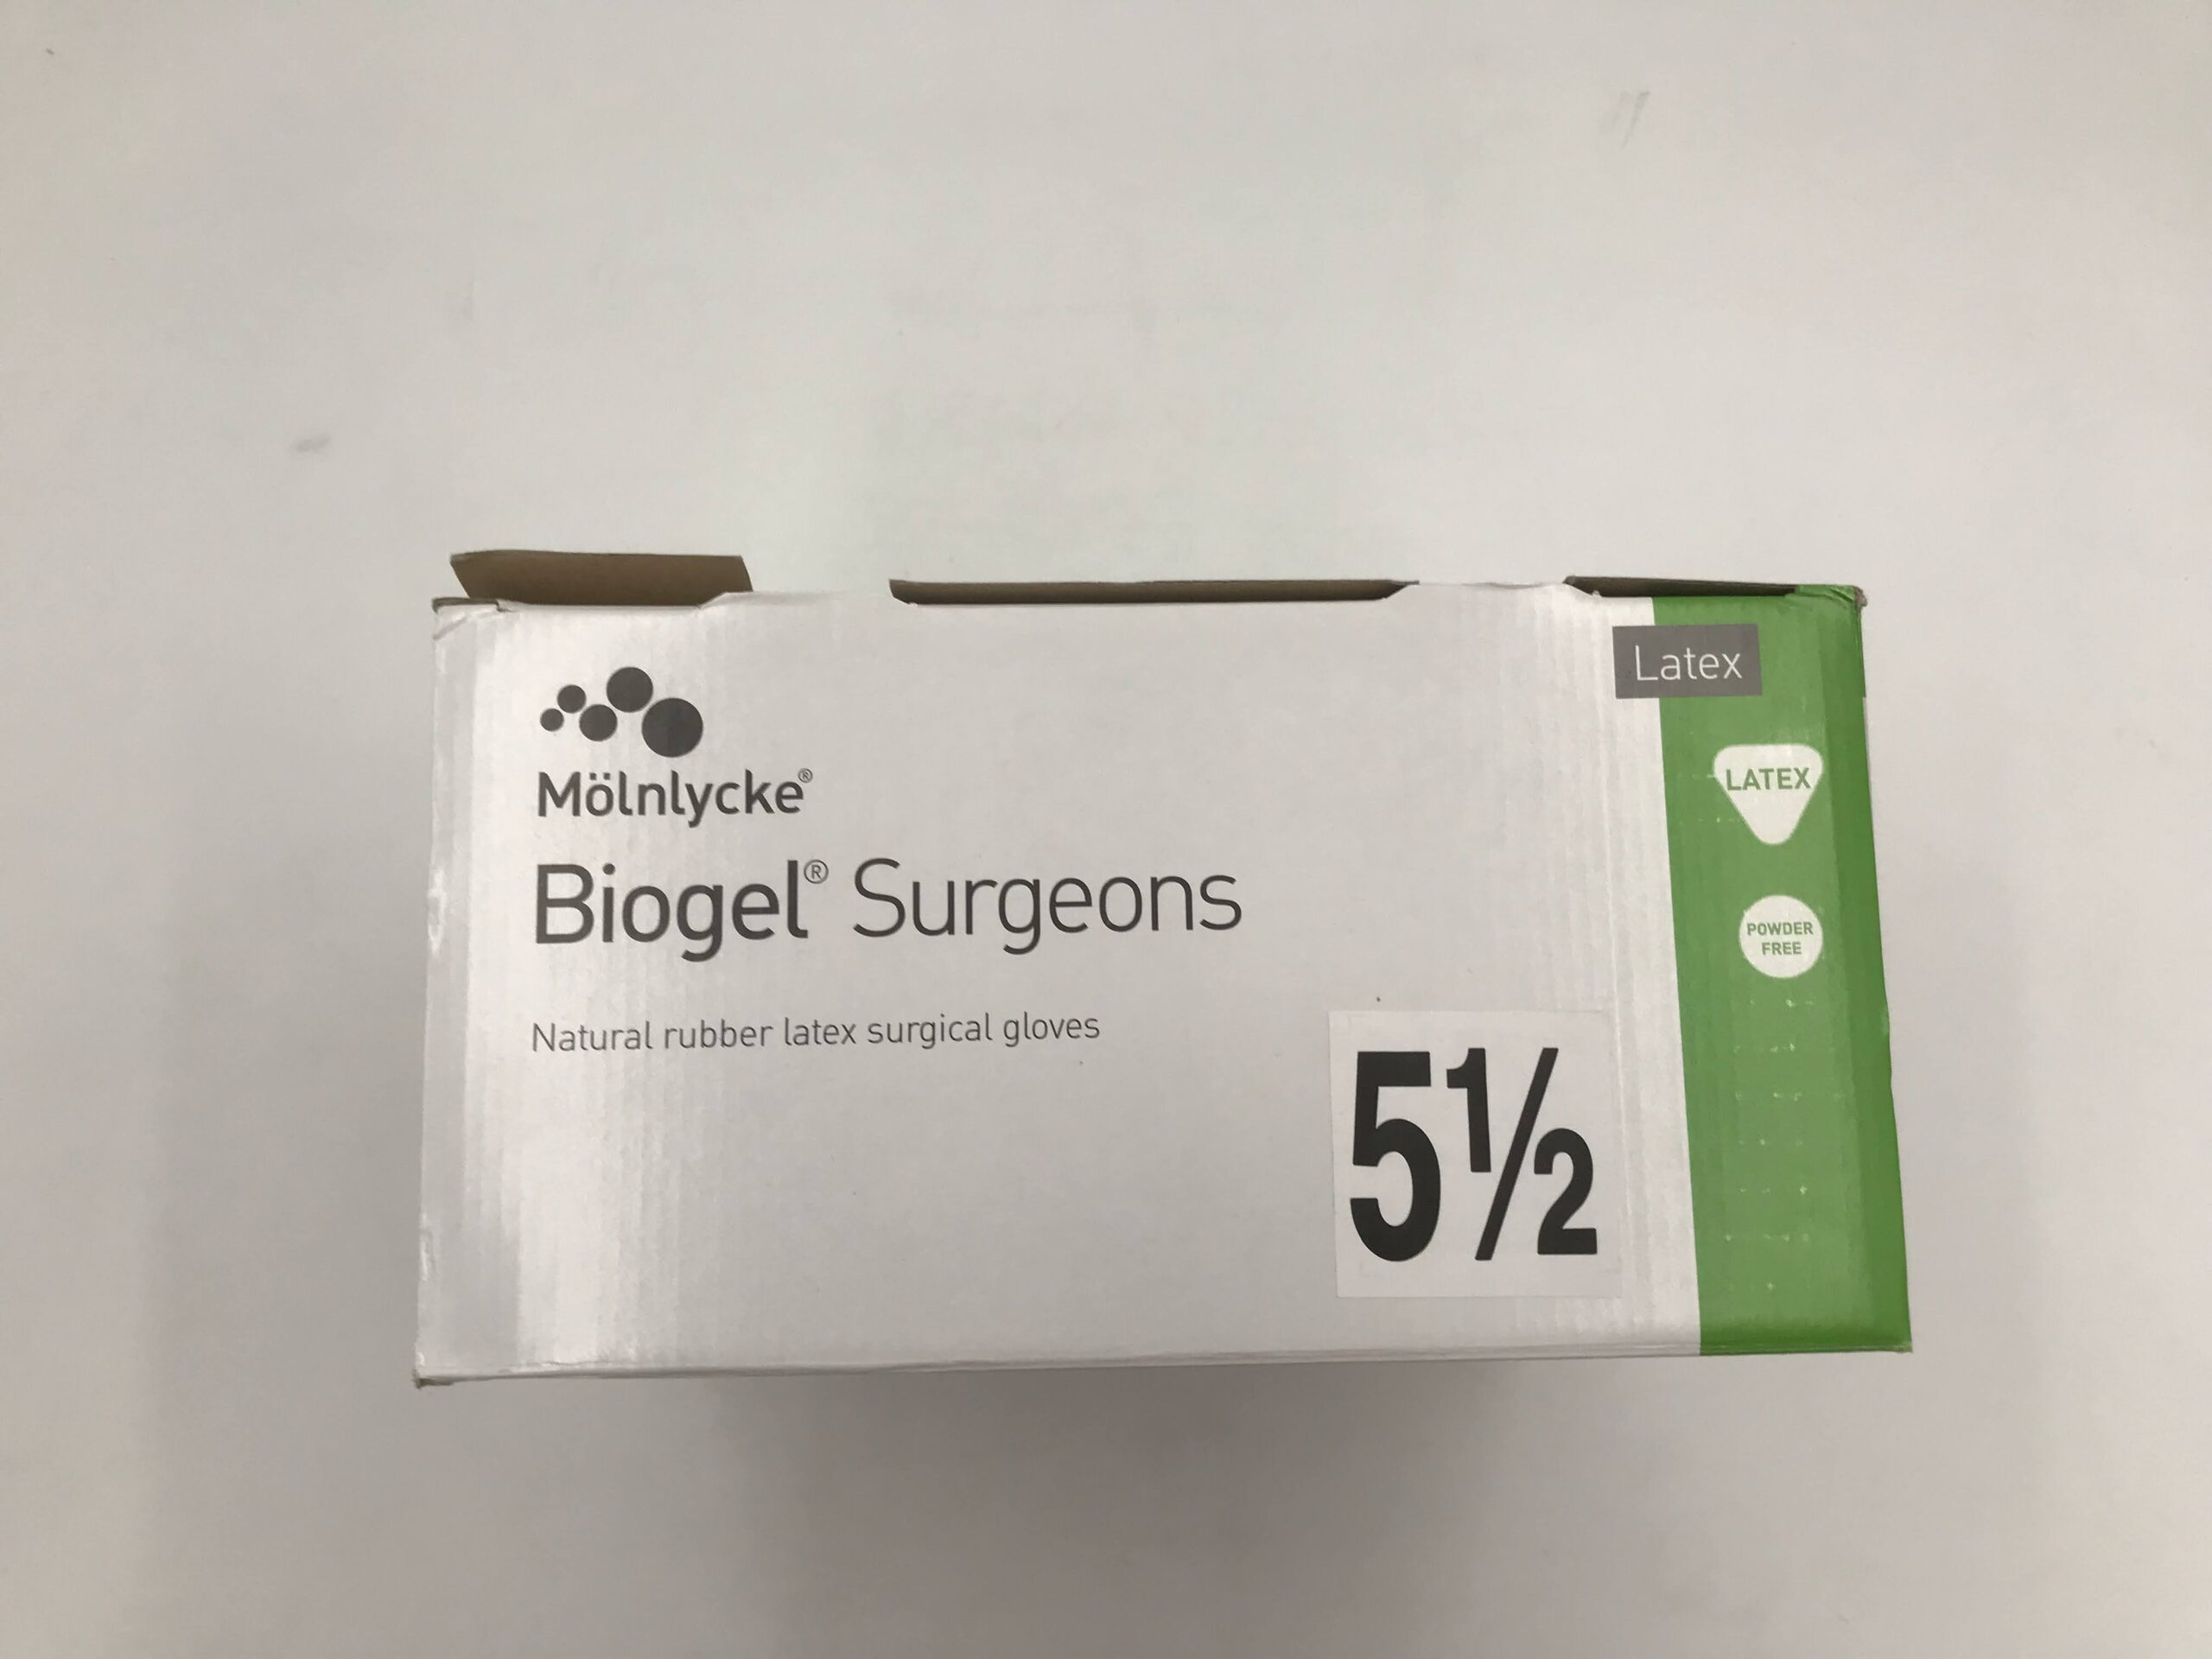 Latex
Mölnlycke®
Biogel® Surgeons
Natural rubber latex surgical gloves
5½
LATEX
POWDER
FREE